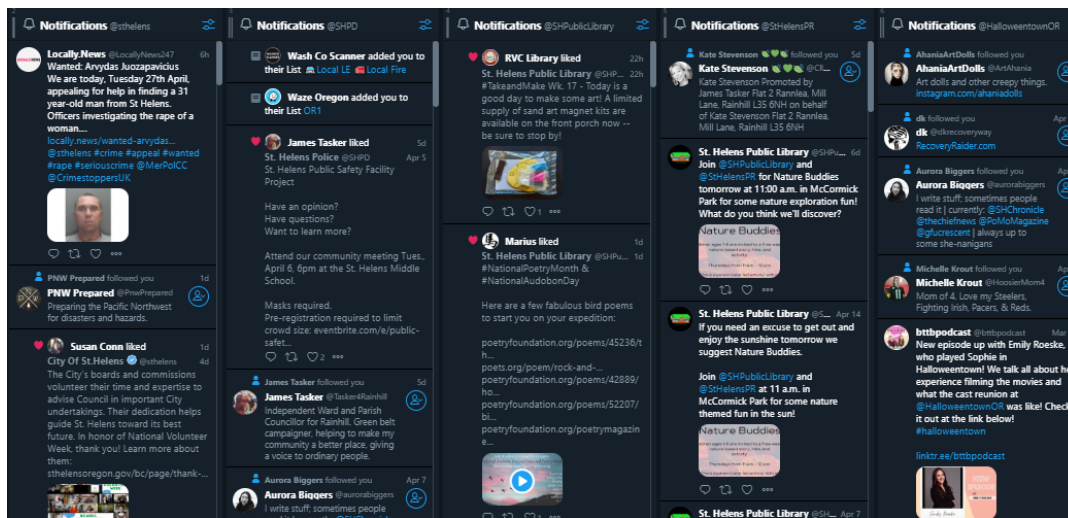 Notifications @sthelens
Locally.News @LocallyNews247 6h
Wanted: Arvydas Juozapavicius
We are today, Tuesday 27th April,
appealing for help in finding a 31
year-old man from St Helens.
Officers investigating the rape of a
woman....
locally.news/wanted-arvydas...
@sthelens #crime #appeal #wanted
#rape #seriouscrime @MerPolCC
@CrimestoppersUK
PNW Prepared followed you 1d
PNW Prepared @PnwPrepared
Preparing the Pacific Northwest
for disasters and hazards.
Susan Conn liked 1d
City Of St.Helens @sthelens 4d
The City's boards and commissions
volunteer their time and expertise to
advise Council in important City
undertakings. Their dedication helps
guide St. Helens toward its best
future. In honor of National Volunteer
Week, thank you! Learn more about
them:
sthelensoregon.gov/bc/page/thank-...
Notifications @SHPD
Wash Co Scanner added you to
their List 🚔 Local LE 🚒 Local Fire
Waze Oregon added you to
their List OR1
James Tasker liked 5d
St. Helens Police @SHPD Apr 5
St. Helens Public Safety Facility
Project
Have an opinion?
Have questions?
Want to learn more?
Attend our community meeting Tues,
April 6, 6pm at the St. Helens Middle
School.
Masks required.
Pre-registration required to limit
crowd size: eventbrite.com/e/public-
safet...
2
James Tasker followed you 5d
James Tasker @Tasker4Rainhill
Independent Ward and Parish
Councillor for Rainhill. Green belt
campaigner, helping to make my
community a better place, giving
a voice to ordinary people.
Aurora Biggers followed you Apr 7
Aurora Biggers @aurorabiggers
I write stuff; sometimes people
Notifications @SHPublicLibrary
RVC Library liked 22h
St. Helens Public Library @SHP... 22h
#TakeandMake Wk. 17 - Today is a
good day to make some art! A limited
supply of sand art magnet kits are
available on the front porch now --
be sure to stop by!
1
Marius liked 1d
St. Helens Public Library @SHPu... 1d
#NationalPoetryMonth &
#NationalAudobonDay
Here are a few fabulous bird poems
to start you on your expedition:
poetryfoundation.org/poems/45236/t
h...
poets.org/poem/rock-and-...
poetryfoundation.org/poems/42889/
ho...
poetryfoundation.org/poems/52207/
bi...
poetryfoundation.org/poetrymagazin
e...
Notifications @StHelensPR
Kate Stevenson 🍃💚🍃 followed you 5d
Kate Stevenson 🍃💚🍃
Kate Stevenson Promoted by
James Tasker Flat 2 Rannlea, Mill
Lane, Rainhill L35 6NH on behalf
of Kate Stevenson Flat 2 Rannlea,
Mill Lane, Rainhill L35 6NH
St. Helens Public Library @SHPu... 6d
Join @SHPublicLibrary and
@StHelensPR for Nature Buddies
tomorrow at 11:00 a.m. in McCormick
Park for some nature exploration fun!
What do you think we'll discover?
Nature Buddies
St. Helens Public Library @S... Apr 14
If you need an excuse to get out and
enjoy the sunshine tomorrow we
suggest Nature Buddies.
Join @SHPublicLibrary and
@StHelensPR at 11 a.m. in
McCormick Park for some nature
themed fun in the sun!
Nature Buddies
St. Helens Public Library @SH... Apr 7
Notifications @HalloweentownOR
AhaniaArtDolls followed you
AhaniaArtDolls @ArtAhania
Art dolls and other creepy things.
instagram.com/ahaniadolls
dk followed you Apr
dk @dkrecoveryway
RecoveryRaider.com
Aurora Biggers followed you
Aurora Biggers @aurorabiggers
I write stuff; sometimes people
read it | currently: @SHChronicle
@thechiefnews @PoMoMagazine
@gfucrescent | always up to
some she-nanigans
Michelle Krout followed you
Michelle Krout @HoosierMom4
Mom of 4. Love my Steelers,
Fighting Irish, Pacers, & Reds.
bttbpodcast @bttbpodcast Mar
New episode up with Emily Roeske,
who played Sophie in
Halloweentown! We talk all about he
experience filming the movies and
what the cast reunion at
@HalloweentownOR was like! Check
it out at the link below!
#halloweentown
linktr.ee/bttbpodcast